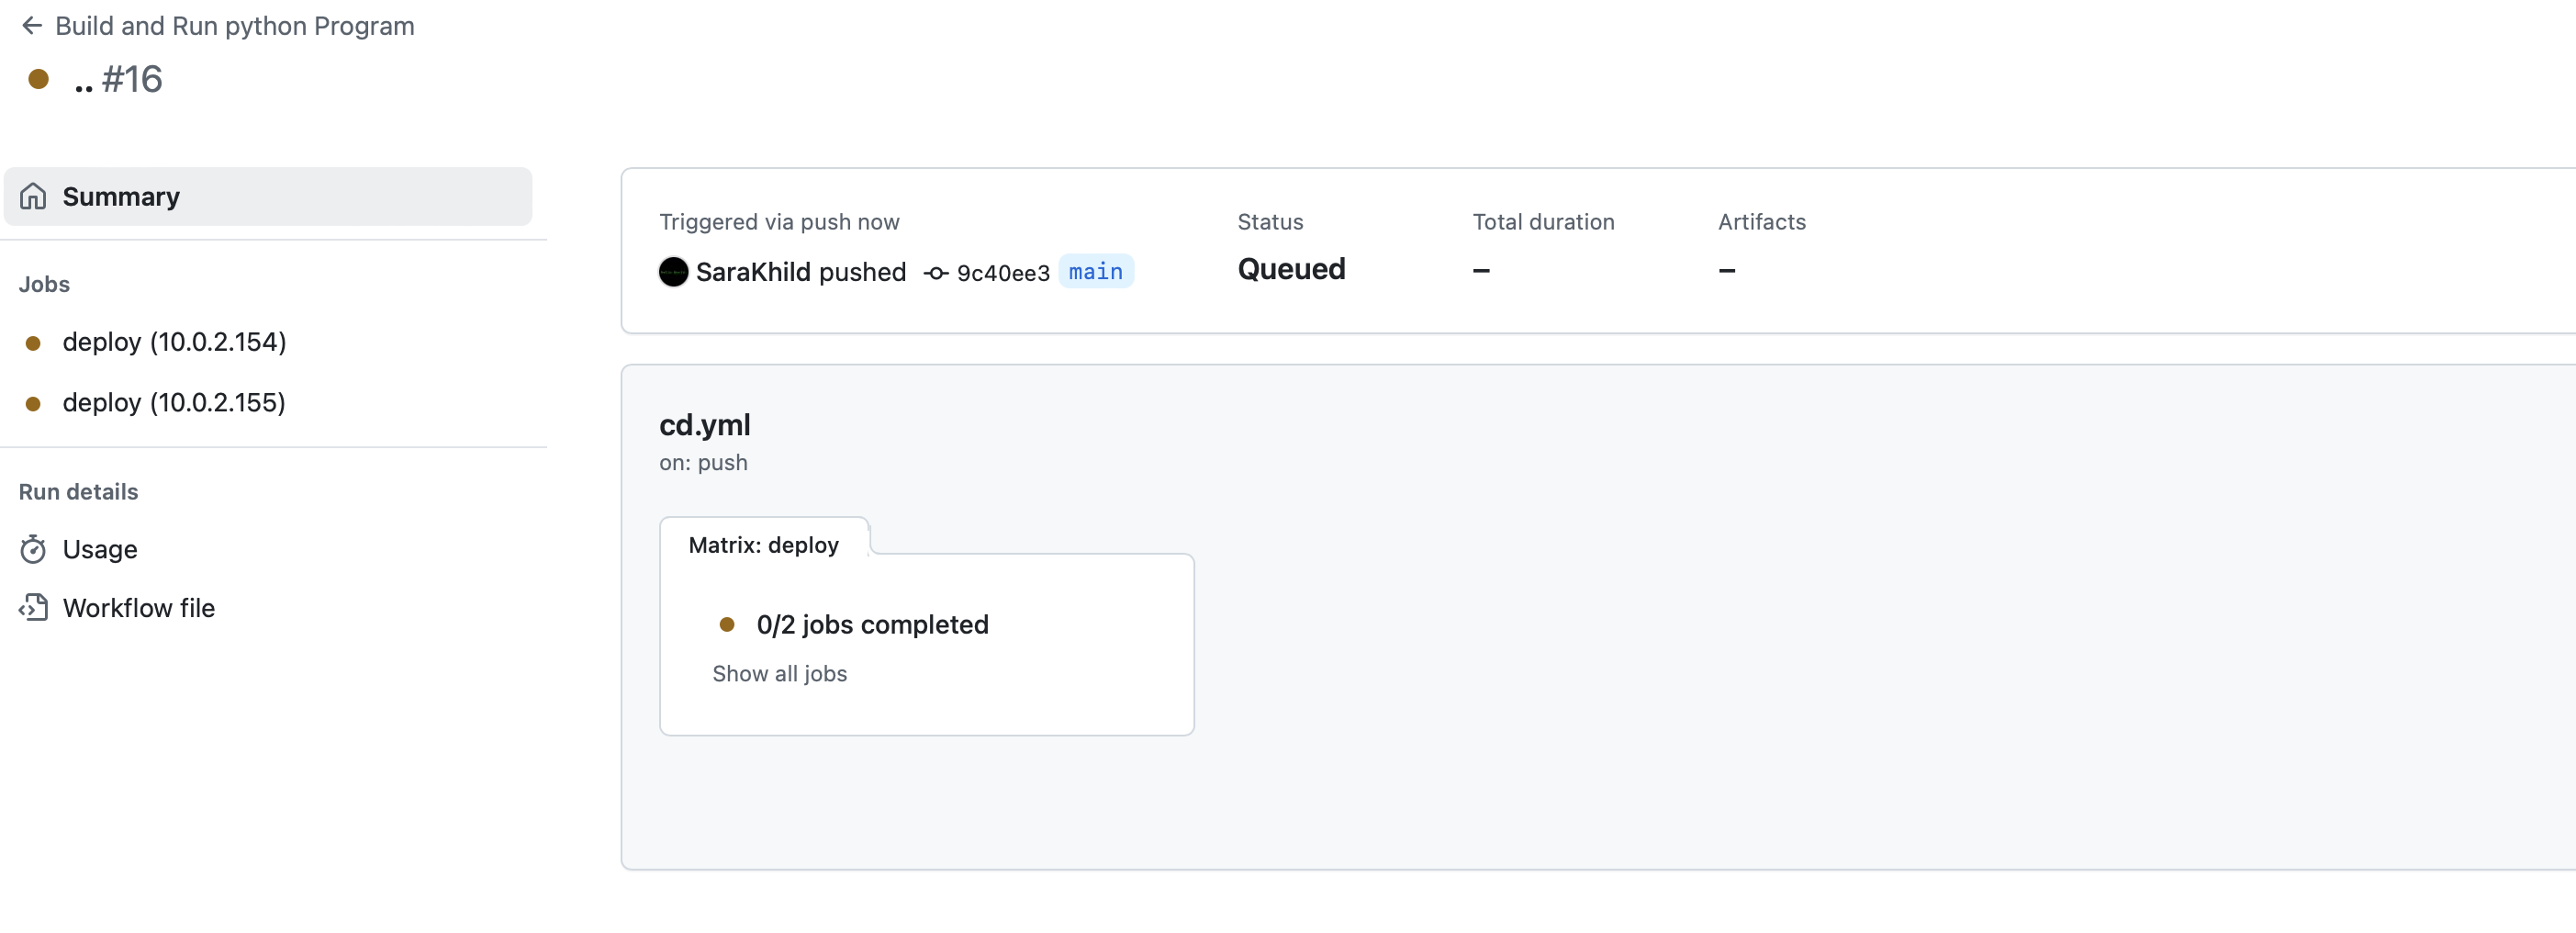 Build and Run python Program
.. #16
Summary
Jobs
deploy (10.0.2.154)
deploy (10.0.2.155)
Run details
Usage
Workflow file
Triggered via push now
SaraKhild pushed 9c40ee3 main
Status
Queued
Total duration
–
Artifacts
–
cd.yml
on: push
Matrix: deploy
0/2 jobs completed
Show all jobs